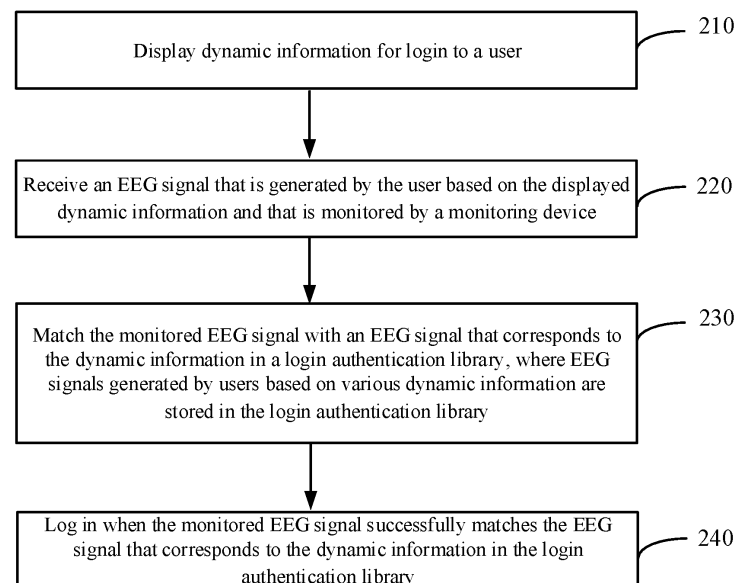 Display dynamic information for login to a user
210
Receive an EEG signal that is generated by the user based on the displayed
dynamic information and that is monitored by a monitoring device
220
Match the monitored EEG signal with an EEG signal that corresponds to
the dynamic information in a login authentication library, where EEG
signals generated by users based on various dynamic information are
stored in the login authentication library
230
Log in when the monitored EEG signal successfully matches the EEG
signal that corresponds to the dynamic information in the login
authentication library
240